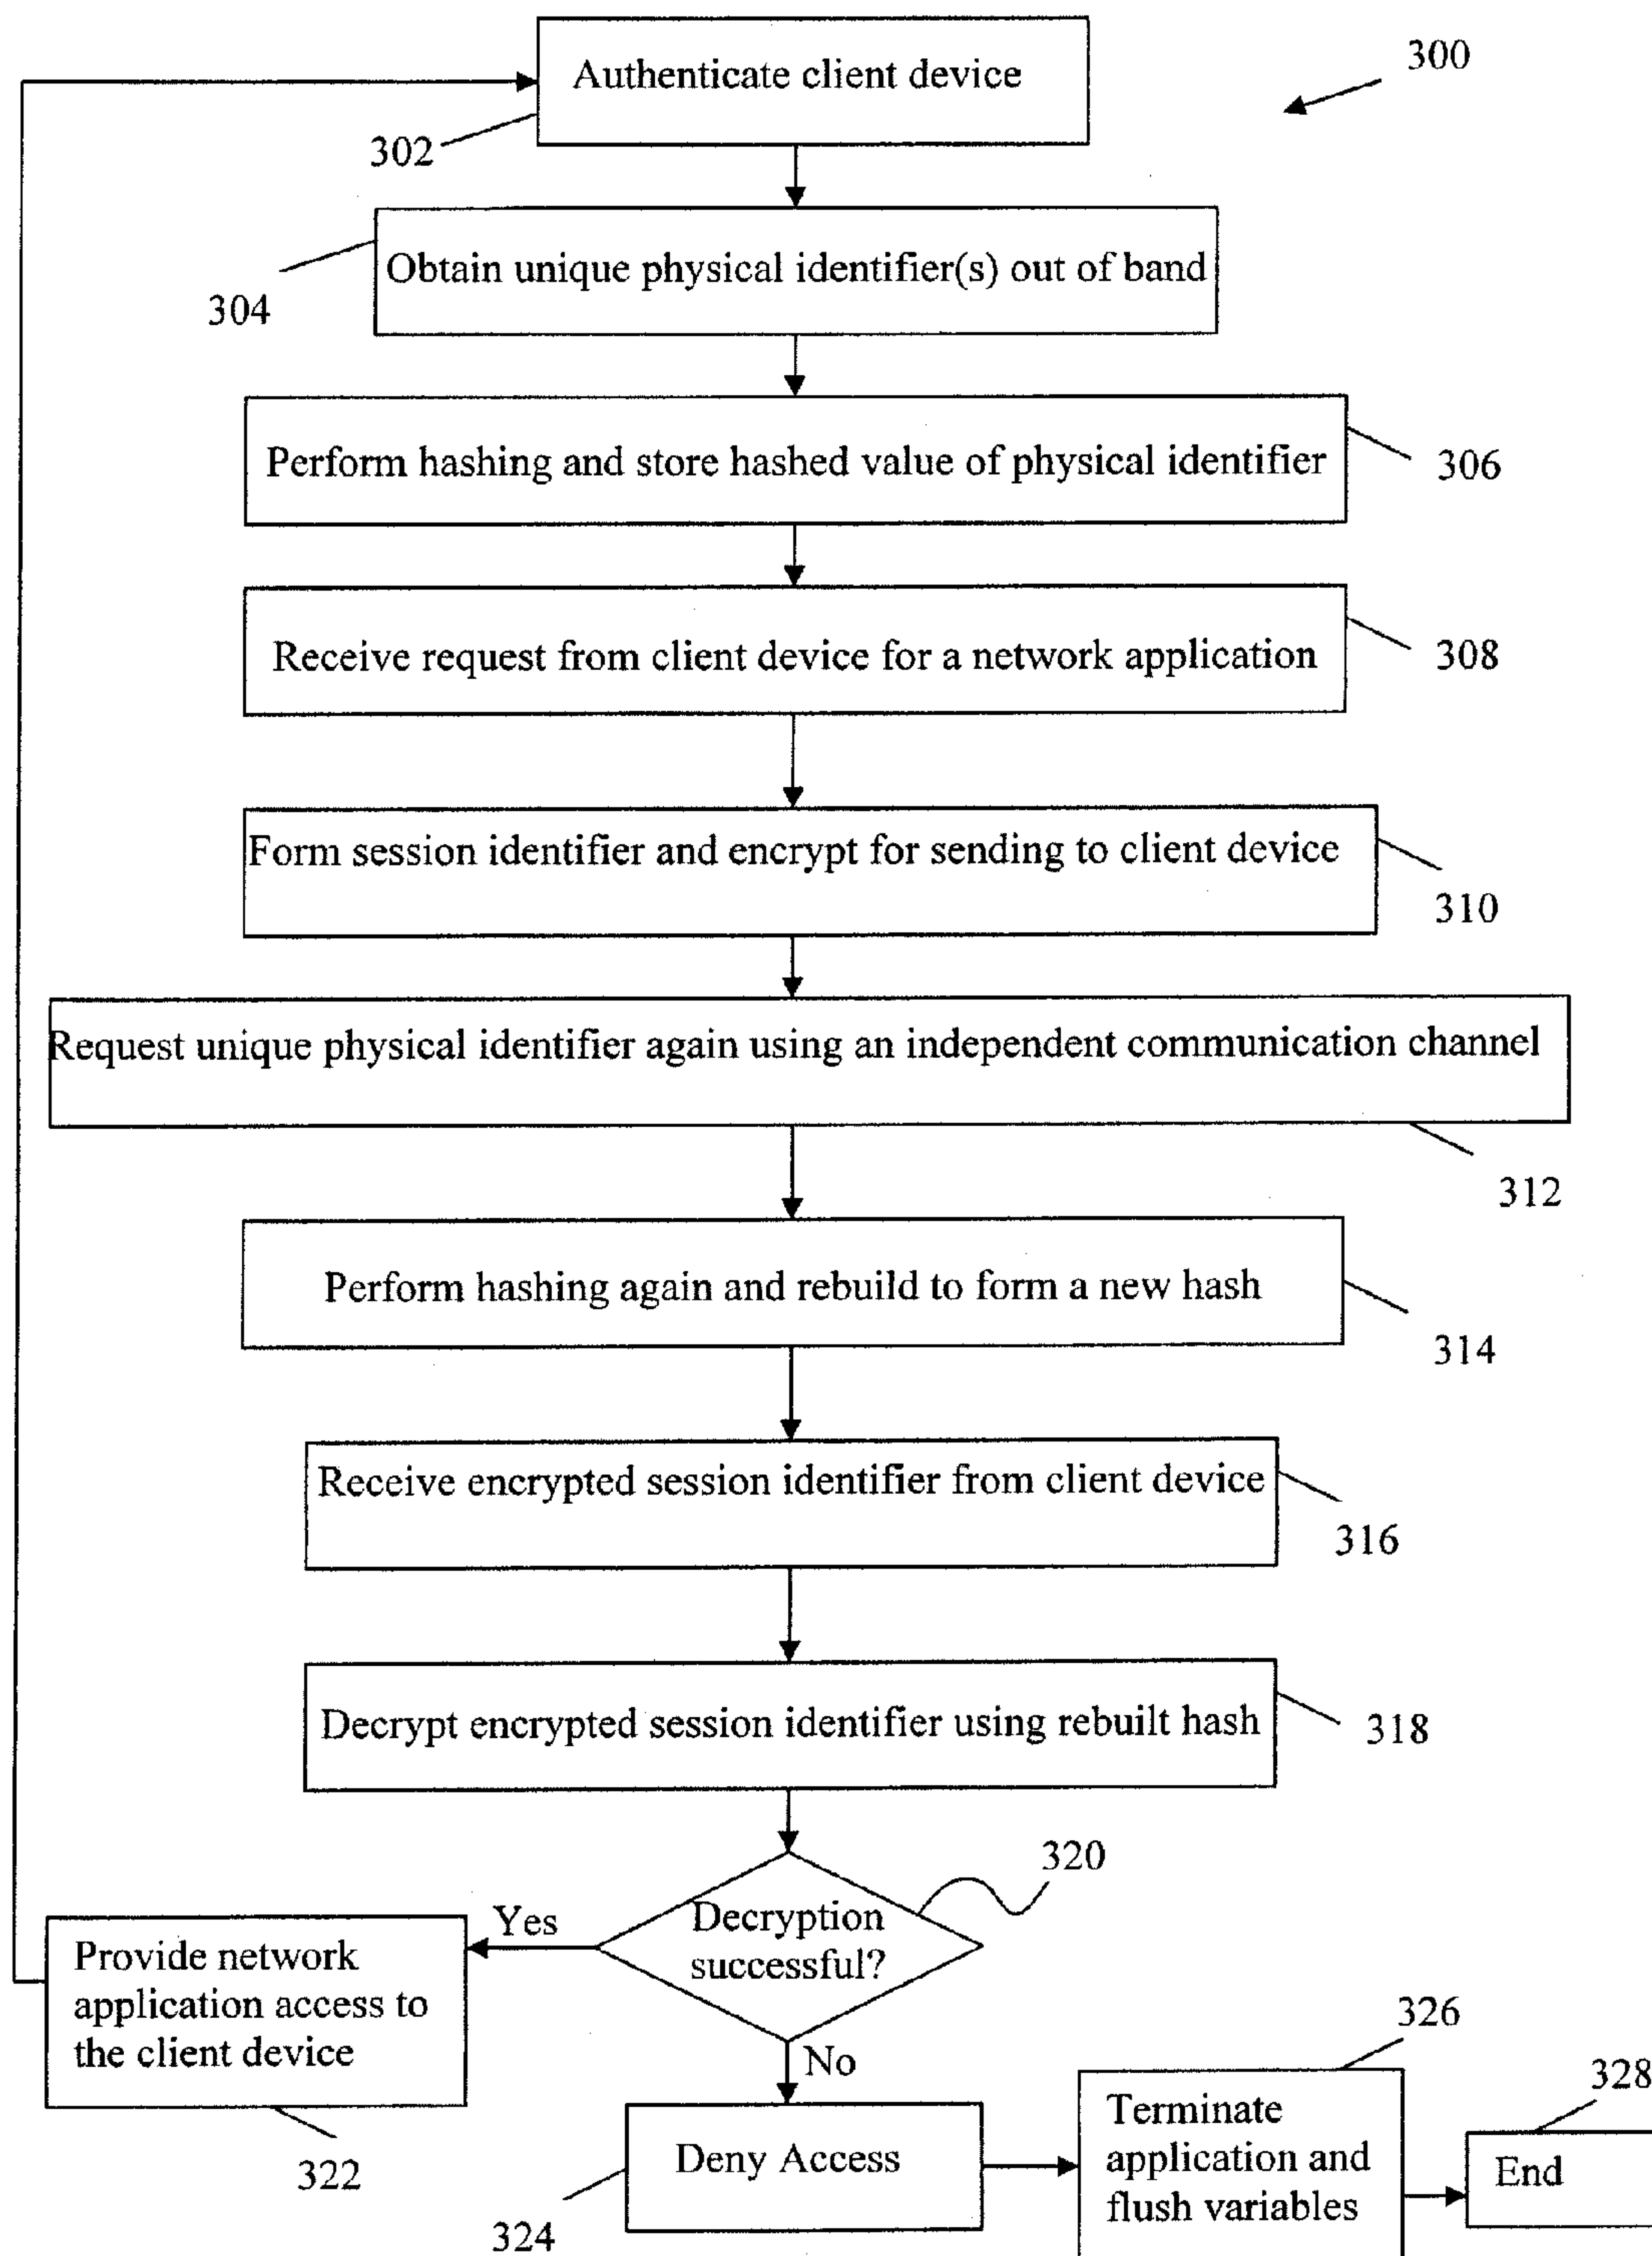 Authenticate client device
300
302
Obtain unique physical identifier(s) out of band
304
Perform hashing and store hashed value of physical identifier
306
Receive request from client device for a network application
308
Form session identifier and encrypt for sending to client device
310
Request unique physical identifier again using an independent communication channel
312
Perform hashing again and rebuild to form a new hash
314
Receive encrypted session identifier from client device
316
Decrypt encrypted session identifier using rebuilt hash
318
320
Decryption
successful?
Yes
Provide network
application access to
the client device
322
No
Deny Access
324
326
Terminate
application and
flush variables
328
End